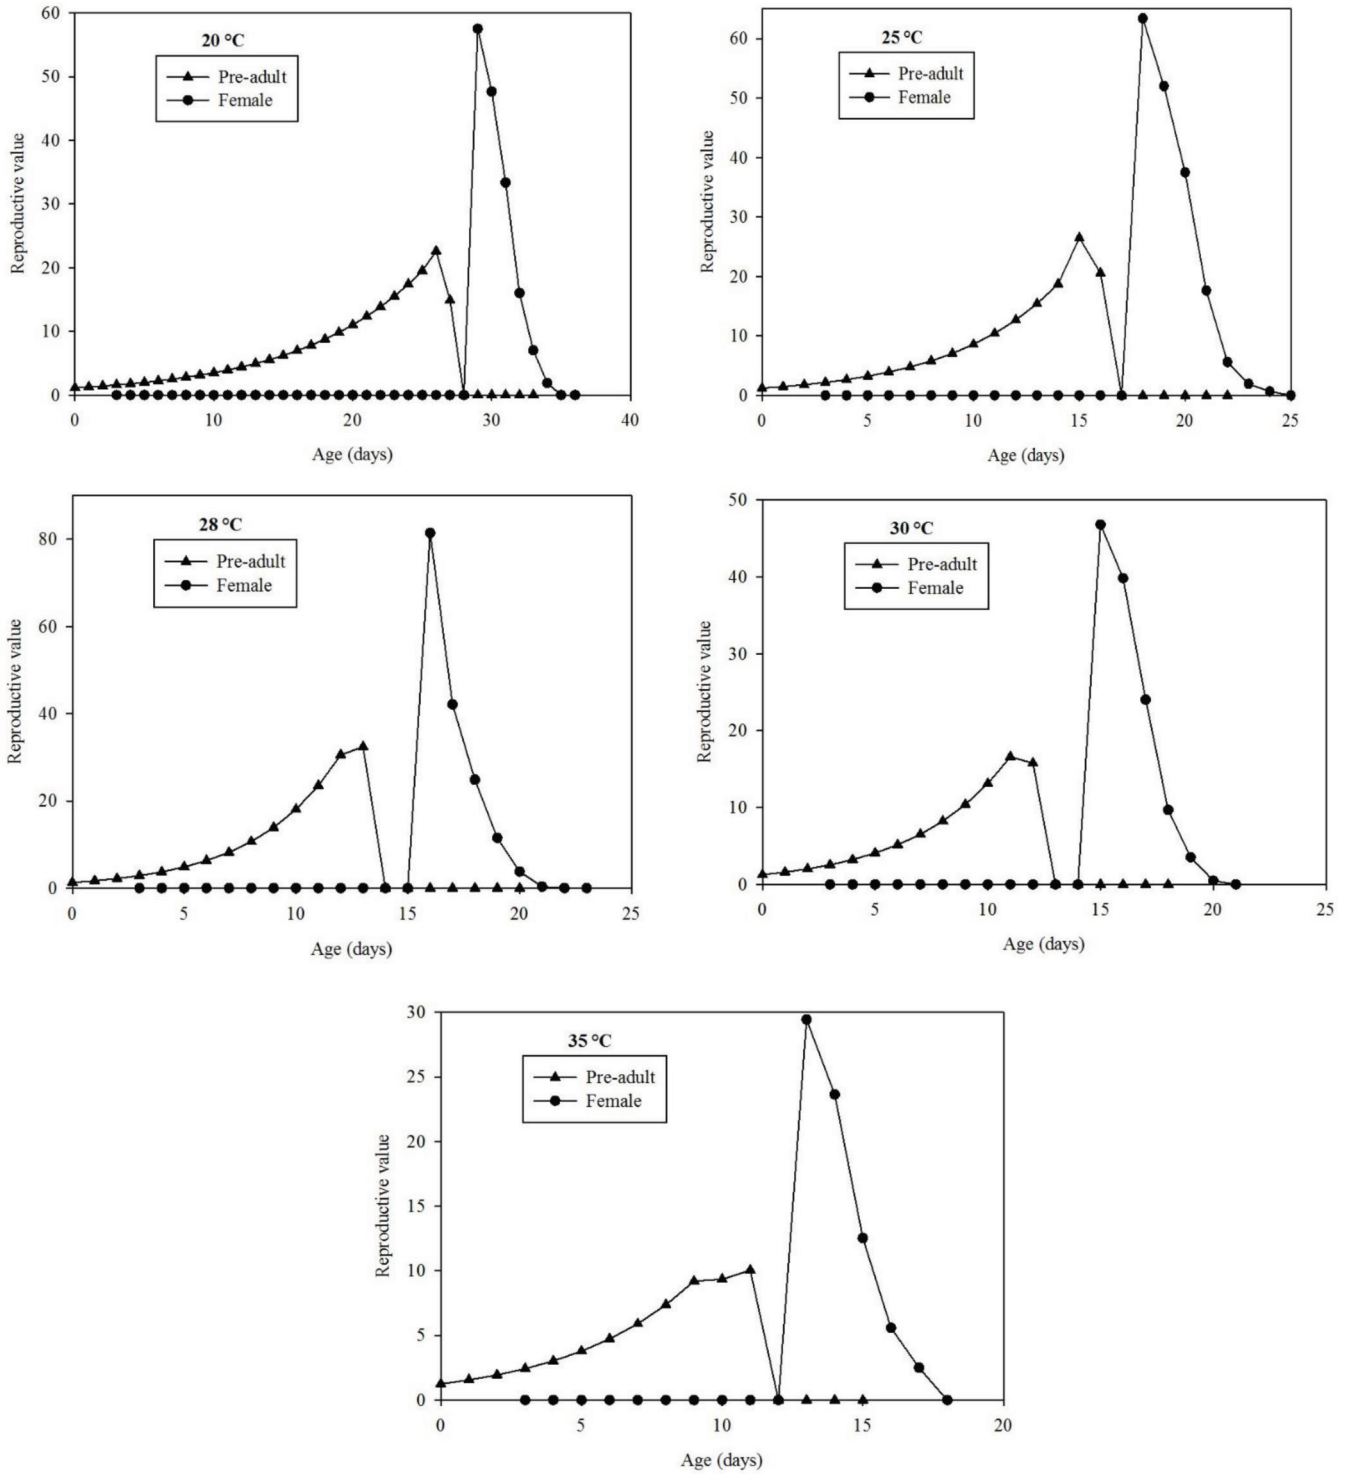 20 °C
Pre-adult
Female
Reproductive value
60
50
40
30
20
10
0
0 10 20 30 40
Age (days)
25 °C
Pre-adult
Female
Reproductive value
60
50
40
30
20
10
0
0 5 10 15 20 25
Age (days)
28 °C
Pre-adult
Female
Reproductive value
80
60
40
20
0
0 5 10 15 20 25
Age (days)
30 °C
Pre-adult
Female
Reproductive value
50
40
30
20
10
0
0 5 10 15 20 25
Age (days)
35 °C
Pre-adult
Female
Reproductive value
30
25
20
15
10
5
0
0 5 10 15 20
Age (days)